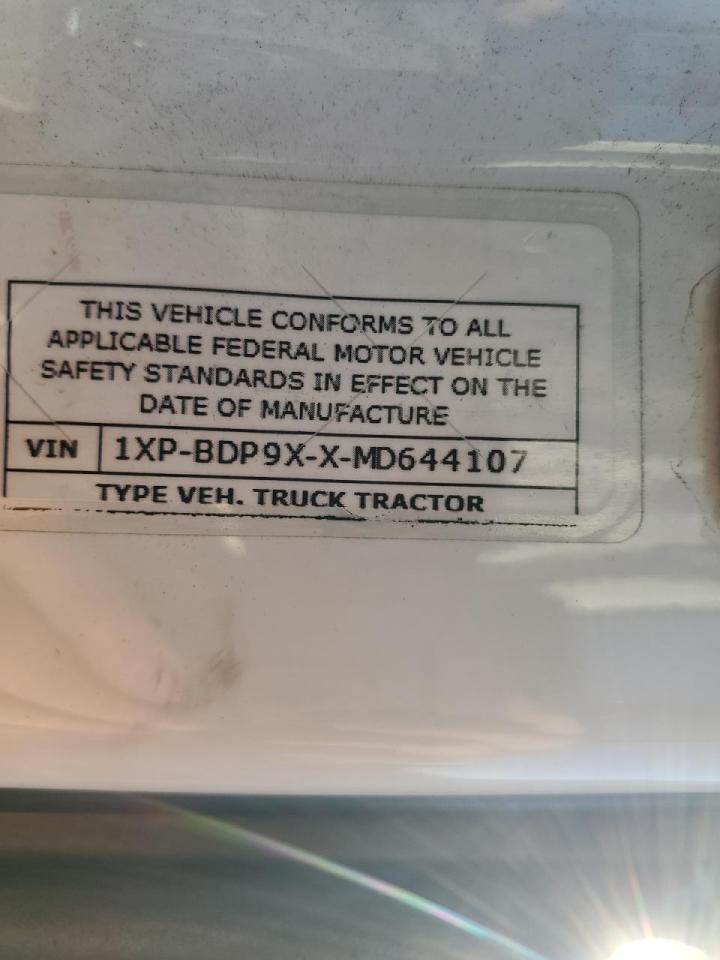 THIS VEHICLE CONFORMS TO ALL
APPLICABLE FEDERAL MOTOR VEHICLE
SAFETY STANDARDS IN EFFECT ON THE
DATE OF MANUFACTURE
VIN 1XP-BDP9X-X-MD644107
TYPE VEH. TRUCK TRACTOR